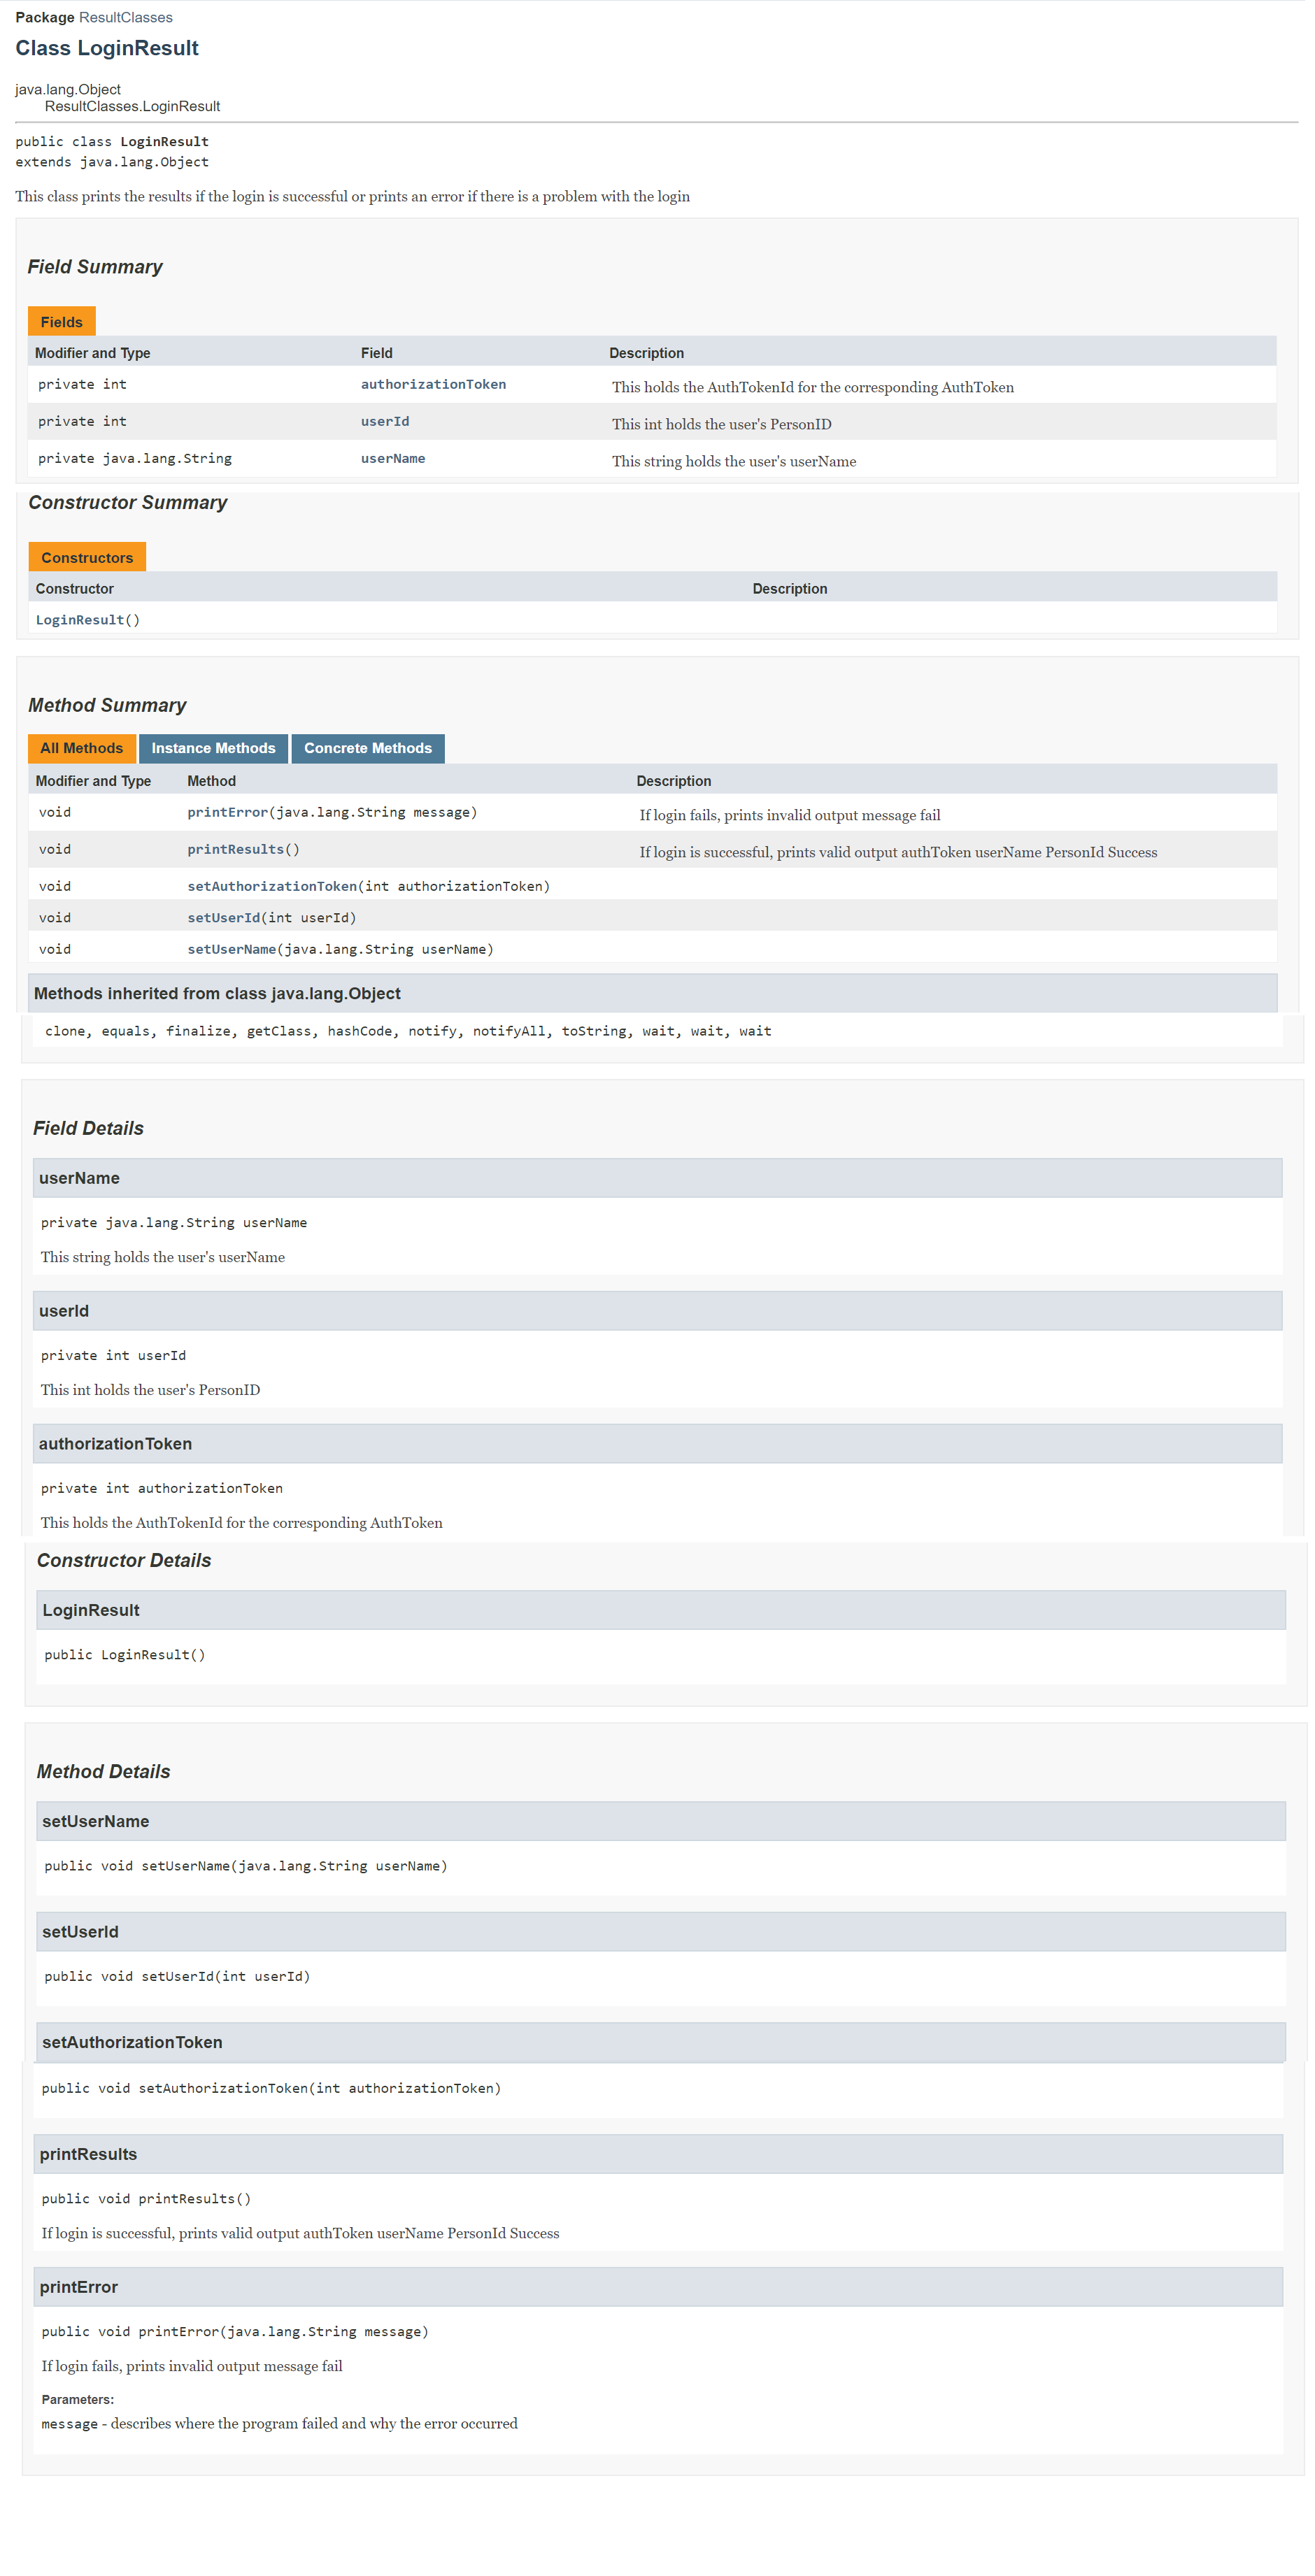 Package ResultClasses
Class LoginResult
java.lang.Object
ResultClasses.LoginResult
public class LoginResult
extends java.lang.Object
This class prints the results if the login is successful or prints an error if there is a problem with the login
Field Summary
Fields
Modifier and Type Field Description
private int authorizationToken This holds the AuthTokenId for the corresponding AuthToken
private int userId This int holds the user's PersonID
private java.lang.String userName This string holds the user's userName
Constructor Summary
Constructors
Constructor Description
LoginResult()
Method Summary
All Methods Instance Methods Concrete Methods
Modifier and Type Method Description
void printError(java.lang.String message) If login fails, prints invalid output message fail
void printResults() If login is successful, prints valid output authToken userName PersonId Success
void setAuthorizationToken(int authorizationToken)
void setUserId(int userId)
void setUserName(java.lang.String userName)
Methods inherited from class java.lang.Object
clone, equals, finalize, getClass, hashCode, notify, notifyAll, toString, wait, wait, wait
Field Details
userName
private java.lang.String userName
This string holds the user's userName
userId
private int userId
This int holds the user's PersonID
authorizationToken
private int authorizationToken
This holds the AuthTokenId for the corresponding AuthToken
Constructor Details
LoginResult
public LoginResult()
Method Details
setUserName
public void setUserName(java.lang.String userName)
setUserId
public void setUserId(int userId)
setAuthorizationToken
public void setAuthorizationToken(int authorizationToken)
printResults
public void printResults()
If login is successful, prints valid output authToken userName PersonId Success
printError
public void printError(java.lang.String message)
If login fails, prints invalid output message fail
Parameters:
message - describes where the program failed and why the error occurred